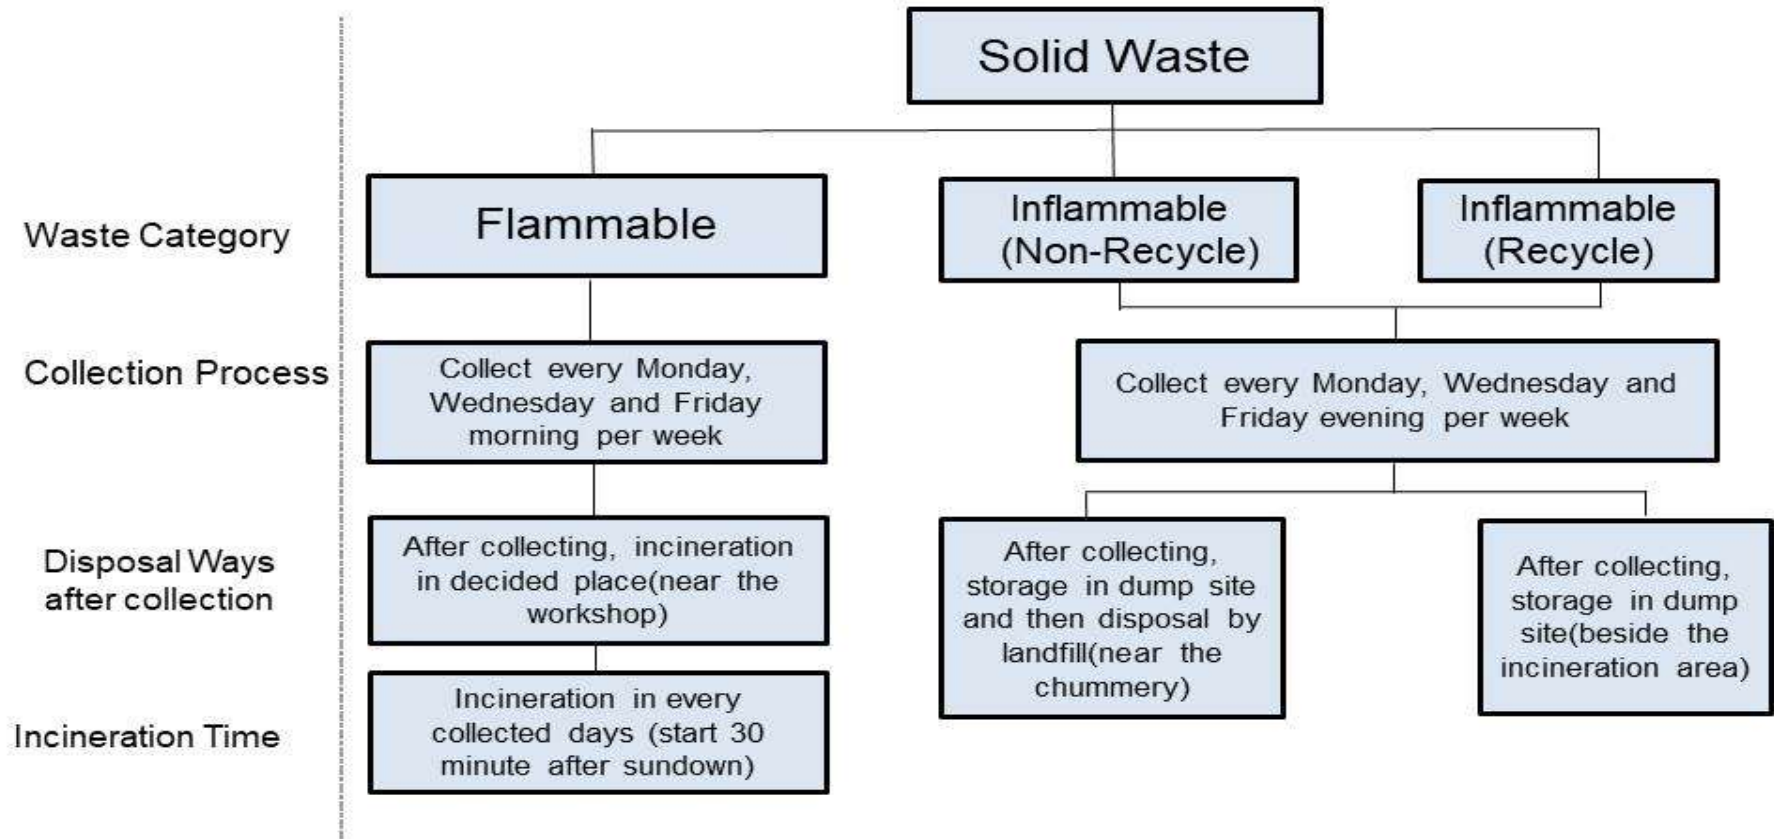 Solid Waste
Waste Category
Flammable
Inflammable
(Non-Recycle)
Inflammable
(Recycle)
Collection Process
Collect every Monday,
Wednesday and Friday
morning per week
Collect every Monday, Wednesday and
Friday evening per week
Disposal Ways
after collection
After collecting, incineration
in decided place(near the
workshop)
After collecting,
storage in dump site
and then disposal by
landfill(near the
chummery)
After collecting,
storage in dump
site(beside the
incineration area)
Incineration Time
Incineration in every
collected days (start 30
minute after sundown)